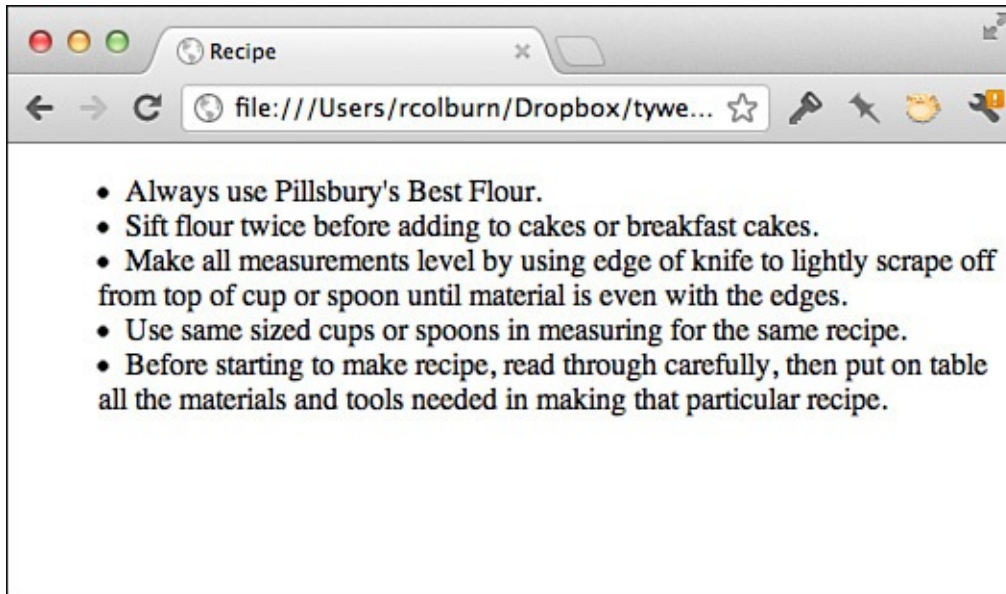 Recipe
file:///Users/rcolburn/Dropbox/tywe...
• Always use Pillsbury's Best Flour.
• Sift flour twice before adding to cakes or breakfast cakes.
• Make all measurements level by using edge of knife to lightly scrape off
from top of cup or spoon until material is even with the edges.
• Use same sized cups or spoons in measuring for the same recipe.
• Before starting to make recipe, read through carefully, then put on table
all the materials and tools needed in making that particular recipe.